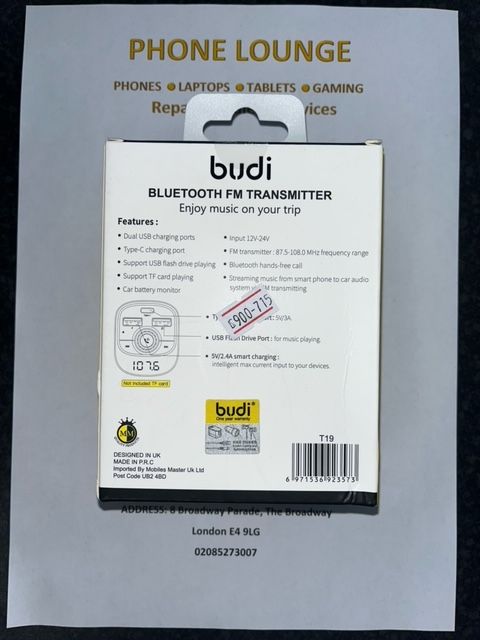 PHONE LOUNGE
PHONES ● LAPTOPS ● TABLETS ● GAMING
budi
BLUETOOTH FM TRANSMITTER
Enjoy music on your trip
Features :
• Dual USB charging ports
• Type-C charging port
• Support USB flash drive playing
• Support TF card playing
• Car battery monitor
• Input 12V-24V
• FM transmitter : 87.5-108.0 MHz frequency range
• Bluetooth hands-free call
• Streaming music from smart phone to car audio
transmitting
5V/3A
• USB Flash Drive Port : for music playing.
• 5V/2.4A smart charging :
intelligent max current input to your devices.
107.6
Not included TF card
budi®
One year warranty
MM
DESIGNED IN UK
MADE IN P.R.C
Imported By Mobiles Master Uk Ltd
Post Code UB2 4BD
T19
6 971536 923573
ADDRESS: 8 Broadway Parade, The Broadway
London E4 9LG
02085273007